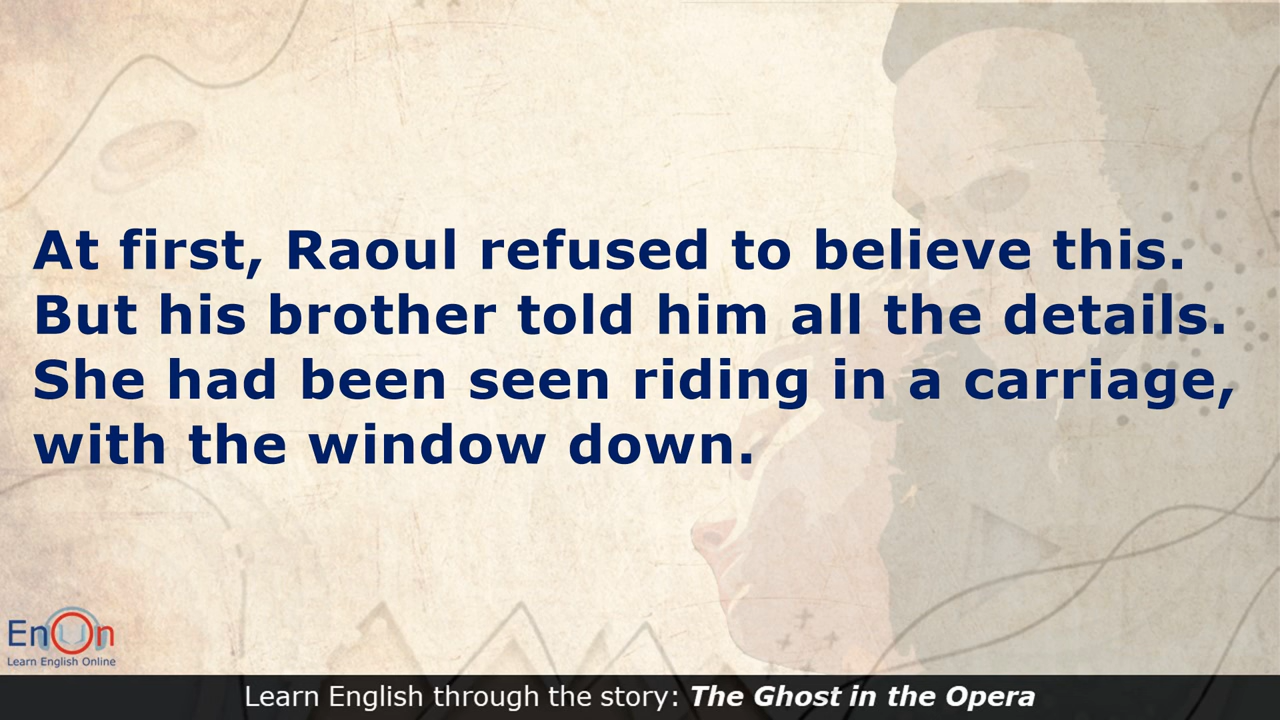 At first, Raoul refused to believe this.
But his brother told him all the details.
She had been seen riding in a carriage,
with the window down.
EnOn
Learn English Online
Learn English through the story: The Ghost in the Opera